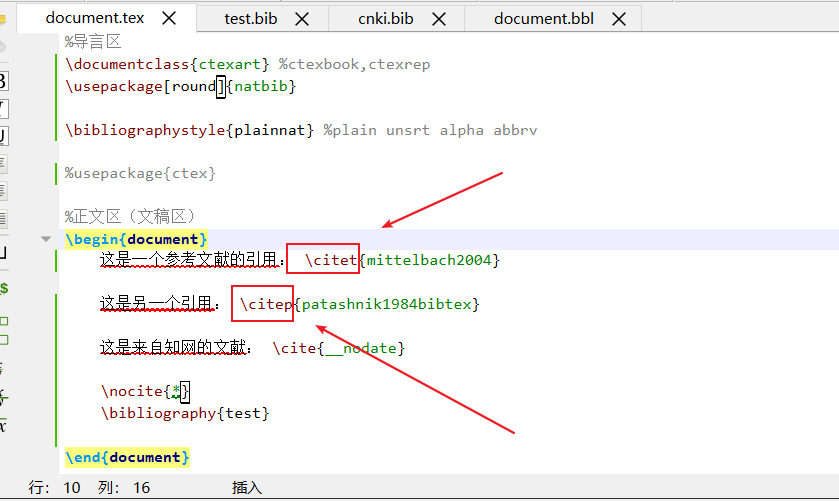 document.tex test.bib cnki.bib document.bbl
%导言区
\documentclass{ctexart} %ctexbook,ctexrep
\usepackage[round]{natbib}
\bibliographystyle{plainnat} %plain unsrt alpha abbrv
%usepackage{ctex}
%正文区（文稿区）
\begin{document}
这是一个参考文献的引用： \citet{mittelbach2004}
这是另一个引用： \citep{patashnik1984bibtex}
这是来自知网的文献： \cite{__nodate}
\nocite{*}
\bibliography{test}
\end{document}
行： 10 列： 16 插入